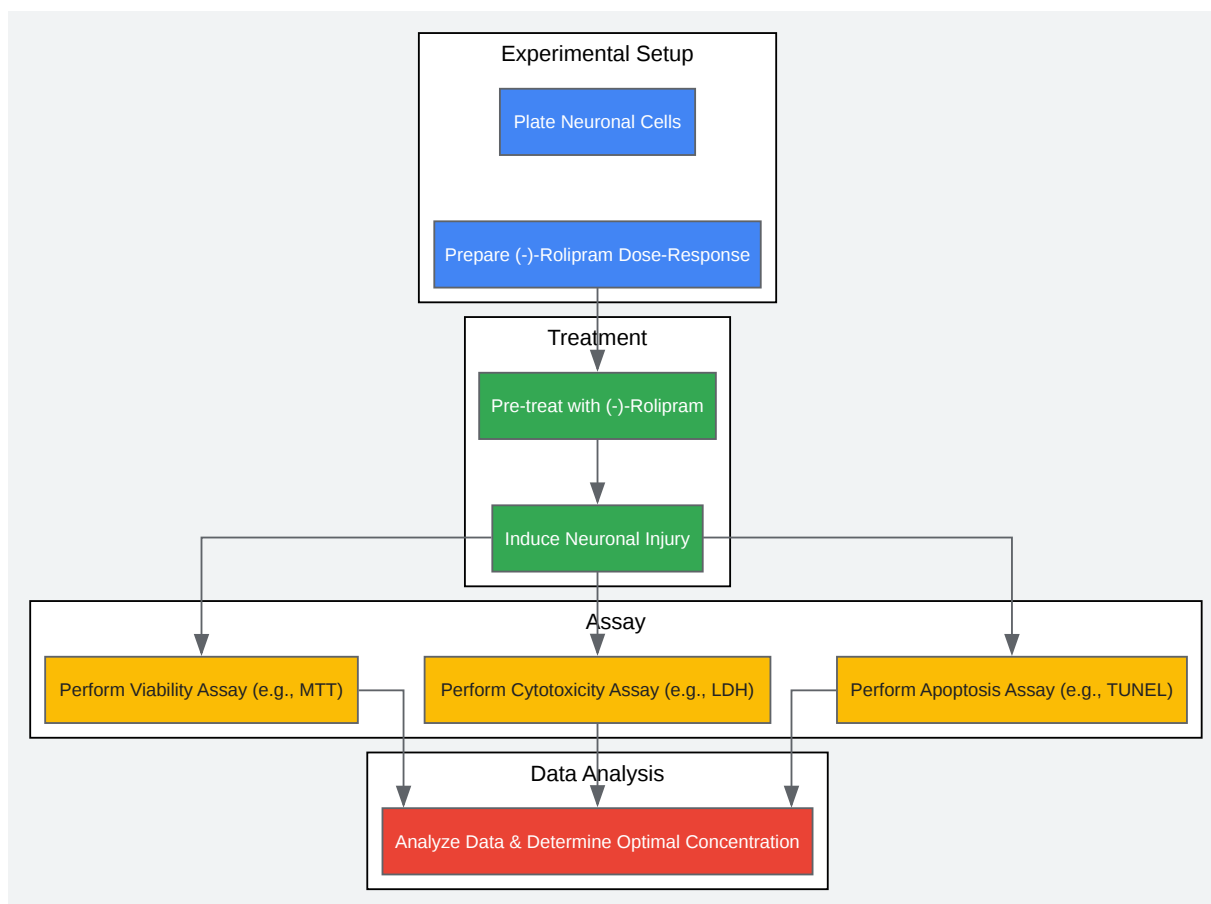 Experimental Setup
Plate Neuronal Cells
Prepare (-)-Rolipram Dose-Response
Treatment
Pre-treat with (-)-Rolipram
Induce Neuronal Injury
Assay
Perform Viability Assay (e.g., MTT)
Perform Cytotoxicity Assay (e.g., LDH)
Perform Apoptosis Assay (e.g., TUNEL)
Data Analysis
Analyze Data & Determine Optimal Concentration